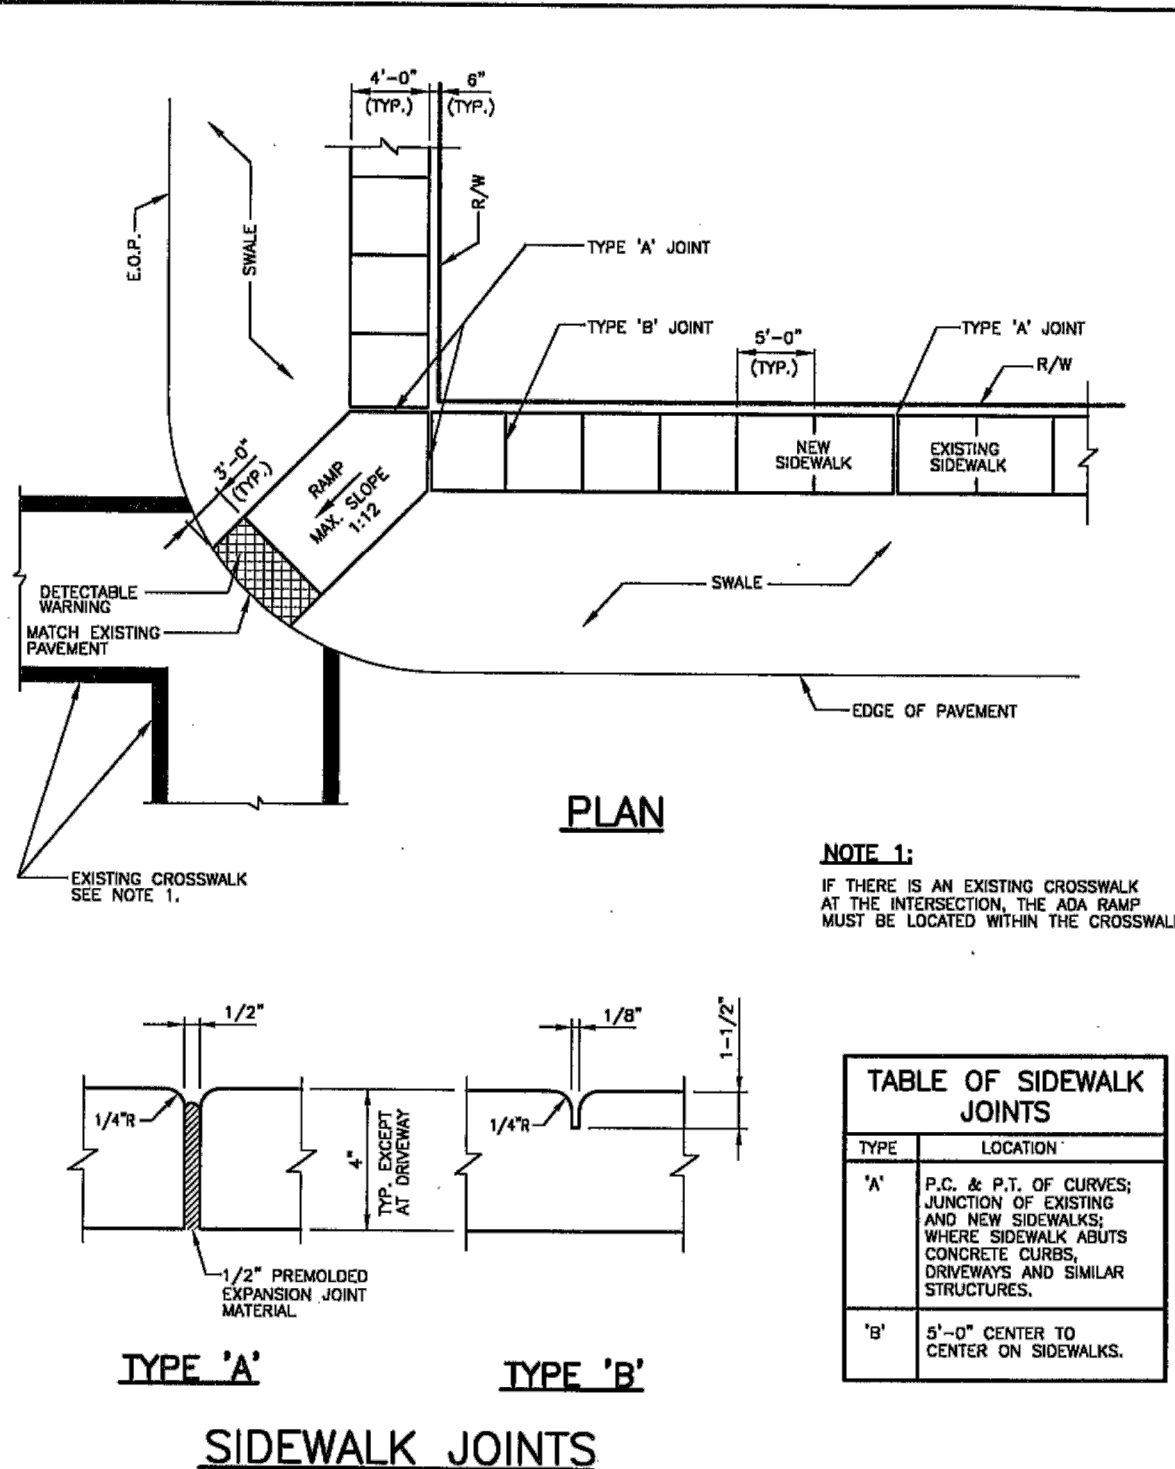 4'-0"
(TYP.)
6"
(TYP.)
R/W
E.O.P.
SWALE
TYPE 'A' JOINT
TYPE 'B' JOINT
5'-0"
(TYP.)
TYPE 'A' JOINT
R/W
NEW
SIDEWALK
EXISTING
SIDEWALK
3'-0"
(TYP.)
RAMP
MAX. SLOPE
1:12
DETECTABLE
WARNING
MATCH EXISTING
PAVEMENT
SWALE
EDGE OF PAVEMENT
PLAN
EXISTING CROSSWALK
SEE NOTE 1.
NOTE 1:
IF THERE IS AN EXISTING CROSSWALK
AT THE INTERSECTION, THE ADA RAMP
MUST BE LOCATED WITHIN THE CROSSWAL
1/2"
1/4"R
4"
TYP. EXCEPT
AT DRIVEWAY
1/2" PREMOLDED
EXPANSION JOINT
MATERIAL
TYPE 'A'
1/8"
1-1/2"
1/4"R
TYPE 'B'
SIDEWALK JOINTS
TABLE OF SIDEWALK
JOINTS
TYPE LOCATION
'A' P.C. & P.T. OF CURVES;
JUNCTION OF EXISTING
AND NEW SIDEWALKS;
WHERE SIDEWALK ABUTS
CONCRETE CURBS,
DRIVEWAYS AND SIMILAR
STRUCTURES.
'B' 5'-0" CENTER TO
CENTER ON SIDEWALKS.